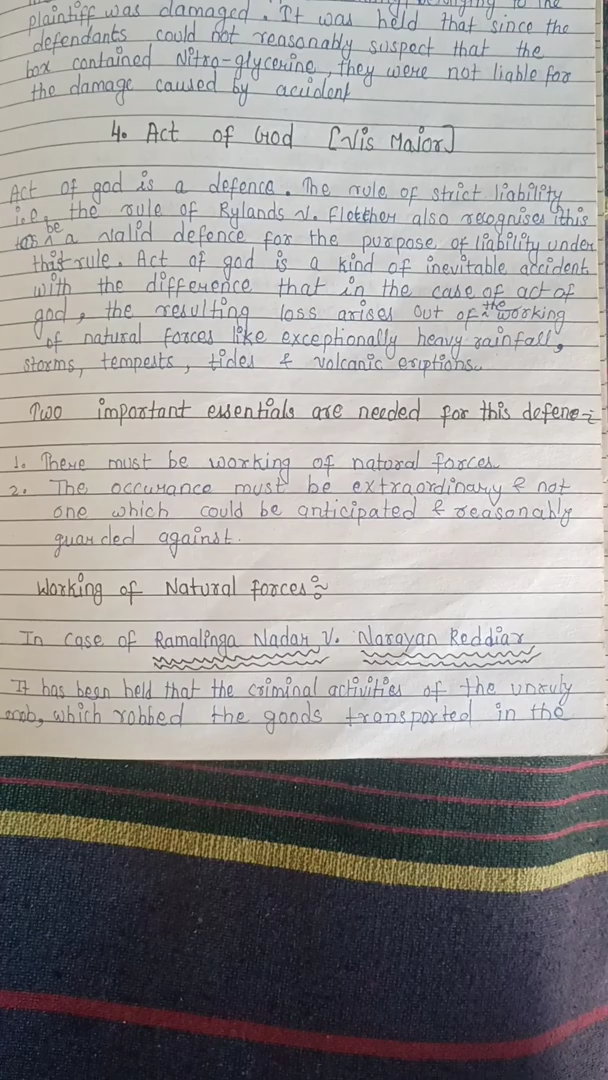 belonging to the
plaintiff was damaged. It was held that since the
defendants could not reasonably suspect that the
box contained Nitro-glycerine, they were not liable for
the damage caused by accident
4. Act of God [Vis Major]
Act of god is a defence. The rule of strict liability
i.e., the rule of Rylands v. Fletcher also recognises this
to be a valid defence for the purpose of liability under
this rule. Act of god is a kind of inevitable accident
with the difference that in the case of act of
god, the resulting loss arises out of the working
of natural forces like exceptionally heavy rainfall,
storms, tempests, tides & volcanic eruptions.
Two important essentials are needed for this defence-
1. There must be working of natural forces
2. The occurance must be extraordinary & not
one which could be anticipated & reasonably
guarded against.
Working of Natural forces:
In case of Ramalinga Nadar V. Narayan Reddiar
It has been held that the criminal activities of the unruly
mob, which robbed the goods transported in the